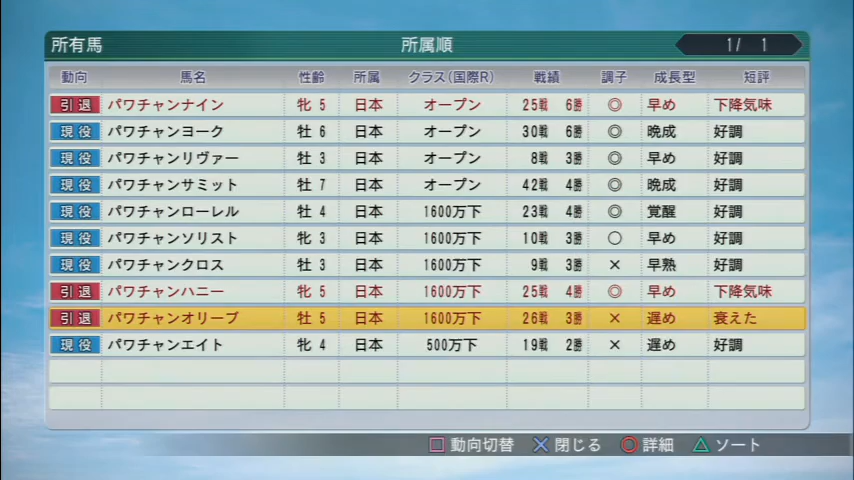 所有馬 所属順 1/ 1
動向 馬名 性齢 所属 クラス(国際R) 戦績 調子 成長型 短評
引退 パワチャンナイン 牝 5 日本 オープン 25戦 6勝 ◎ 早め 下降気味
現役 パワチャンヨーク 牡 6 日本 オープン 30戦 6勝 ◎ 晩成 好調
現役 パワチャンリヴァー 牡 3 日本 オープン 8戦 3勝 ◎ 早め 好調
現役 パワチャンサミット 牡 7 日本 オープン 42戦 4勝 ◎ 晩成 好調
現役 パワチャンローレル 牡 4 日本 1600万下 23戦 4勝 ◎ 覚醒 好調
現役 パワチャンソリスト 牝 3 日本 1600万下 10戦 3勝 ○ 早め 好調
現役 パワチャンクロス 牡 3 日本 1600万下 9戦 3勝 × 早熟 好調
引退 パワチャンハニー 牝 5 日本 1600万下 25戦 4勝 ◎ 早め 下降気味
引退 パワチャンオリーブ 牡 5 日本 1600万下 26戦 3勝 × 遅め 衰えた
現役 パワチャンエイト 牝 4 日本 500万下 19戦 2勝 × 遅め 好調
□ 動向切替 × 閉じる ○ 詳細 △ ソート